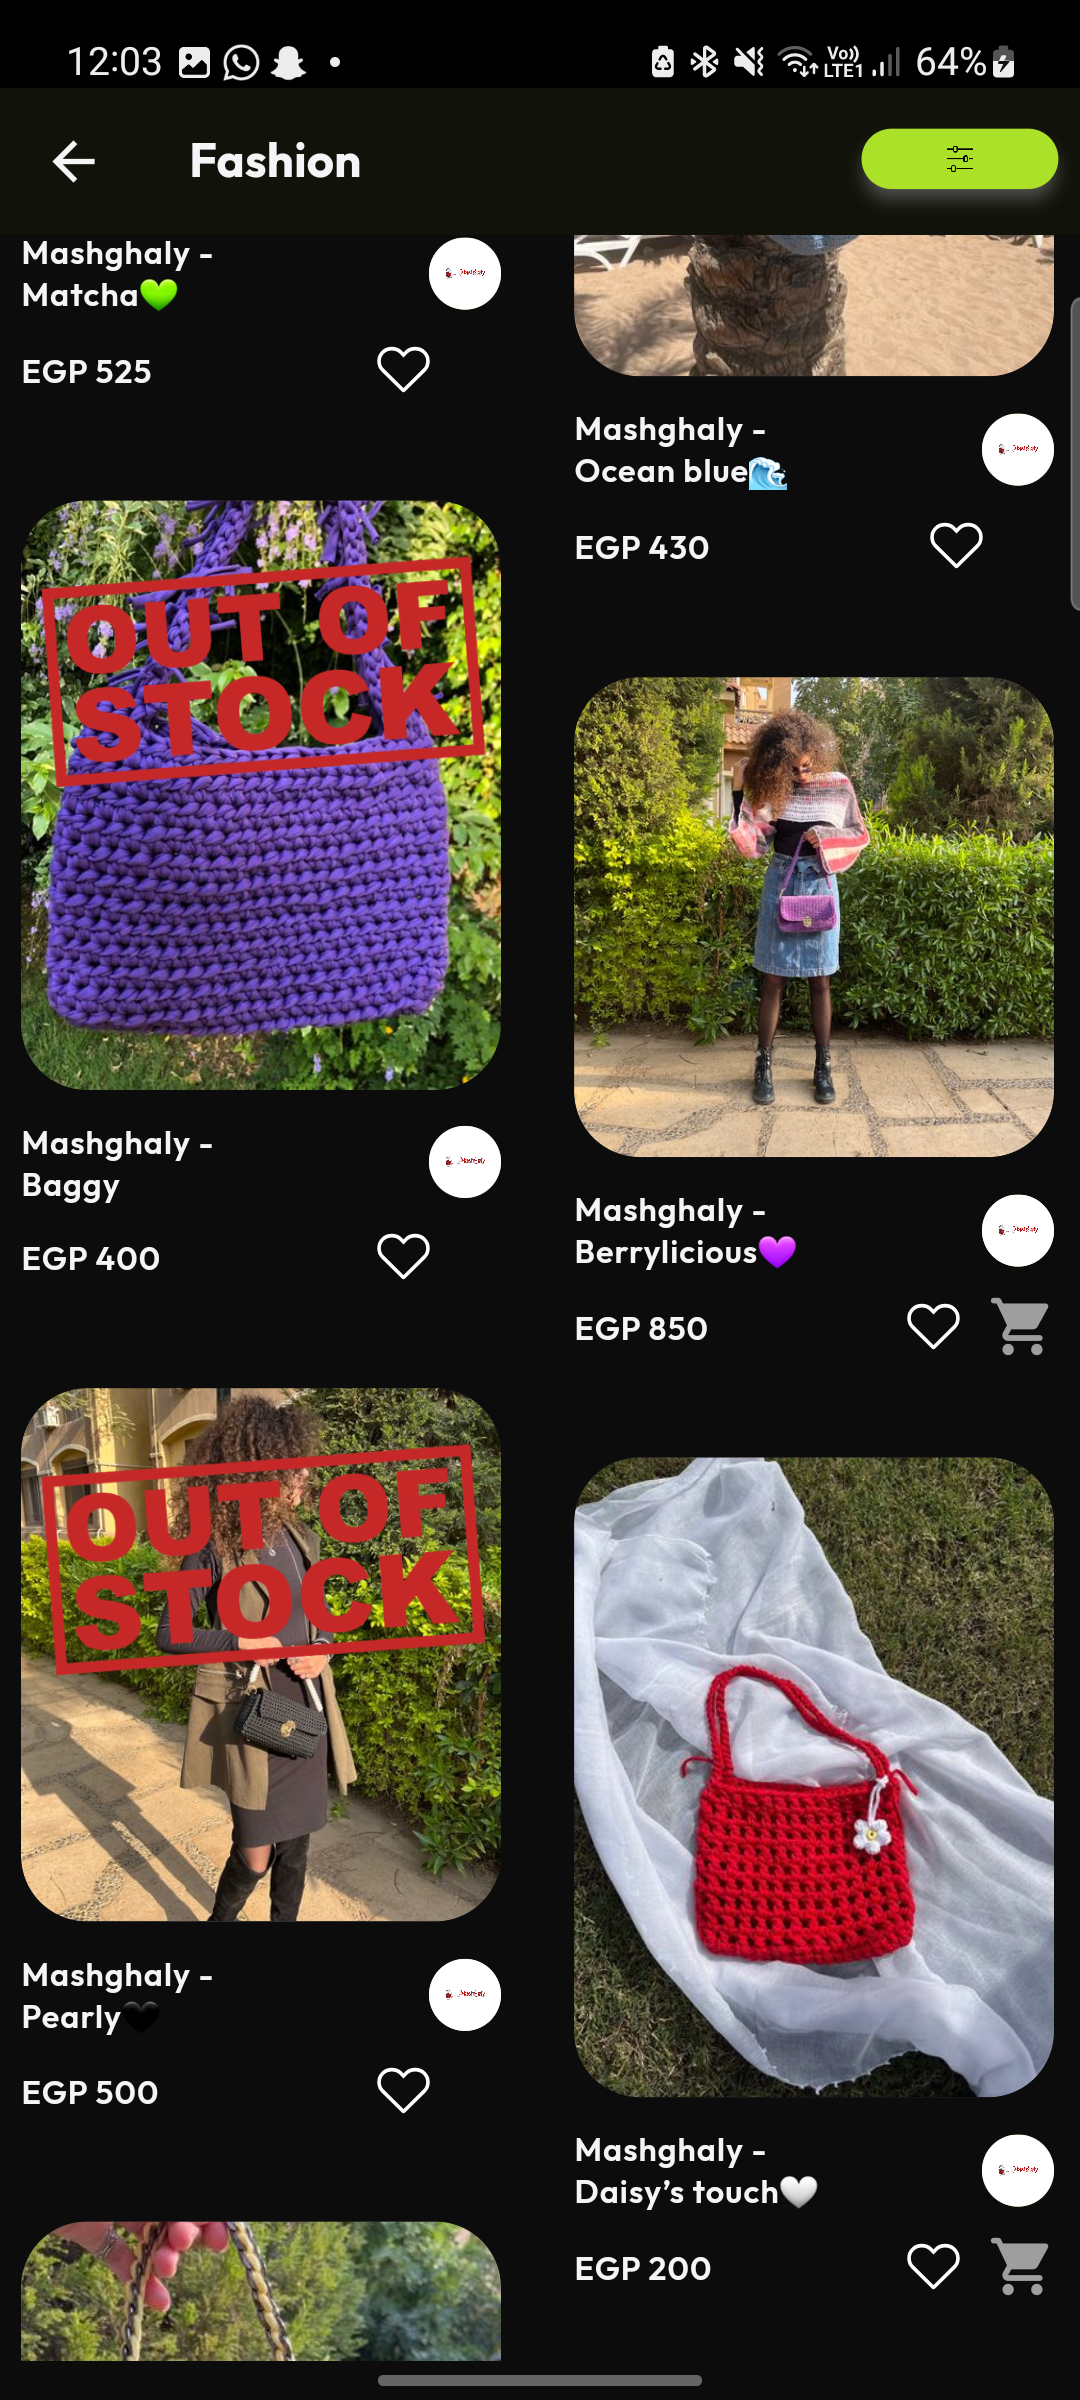 12:03
Vo))
LTE1
64%
Fashion
Mashghaly -
Matcha💚
EGP 525
Mashghaly -
Ocean blue🌊
EGP 430
OUT OF
STOCK
Mashghaly -
Baggy
EGP 400
Mashghaly -
Berrylicious💜
EGP 850
OUT OF
STOCK
Mashghaly -
Pearly🖤
EGP 500
Mashghaly -
Daisy’s touch🤍
EGP 200